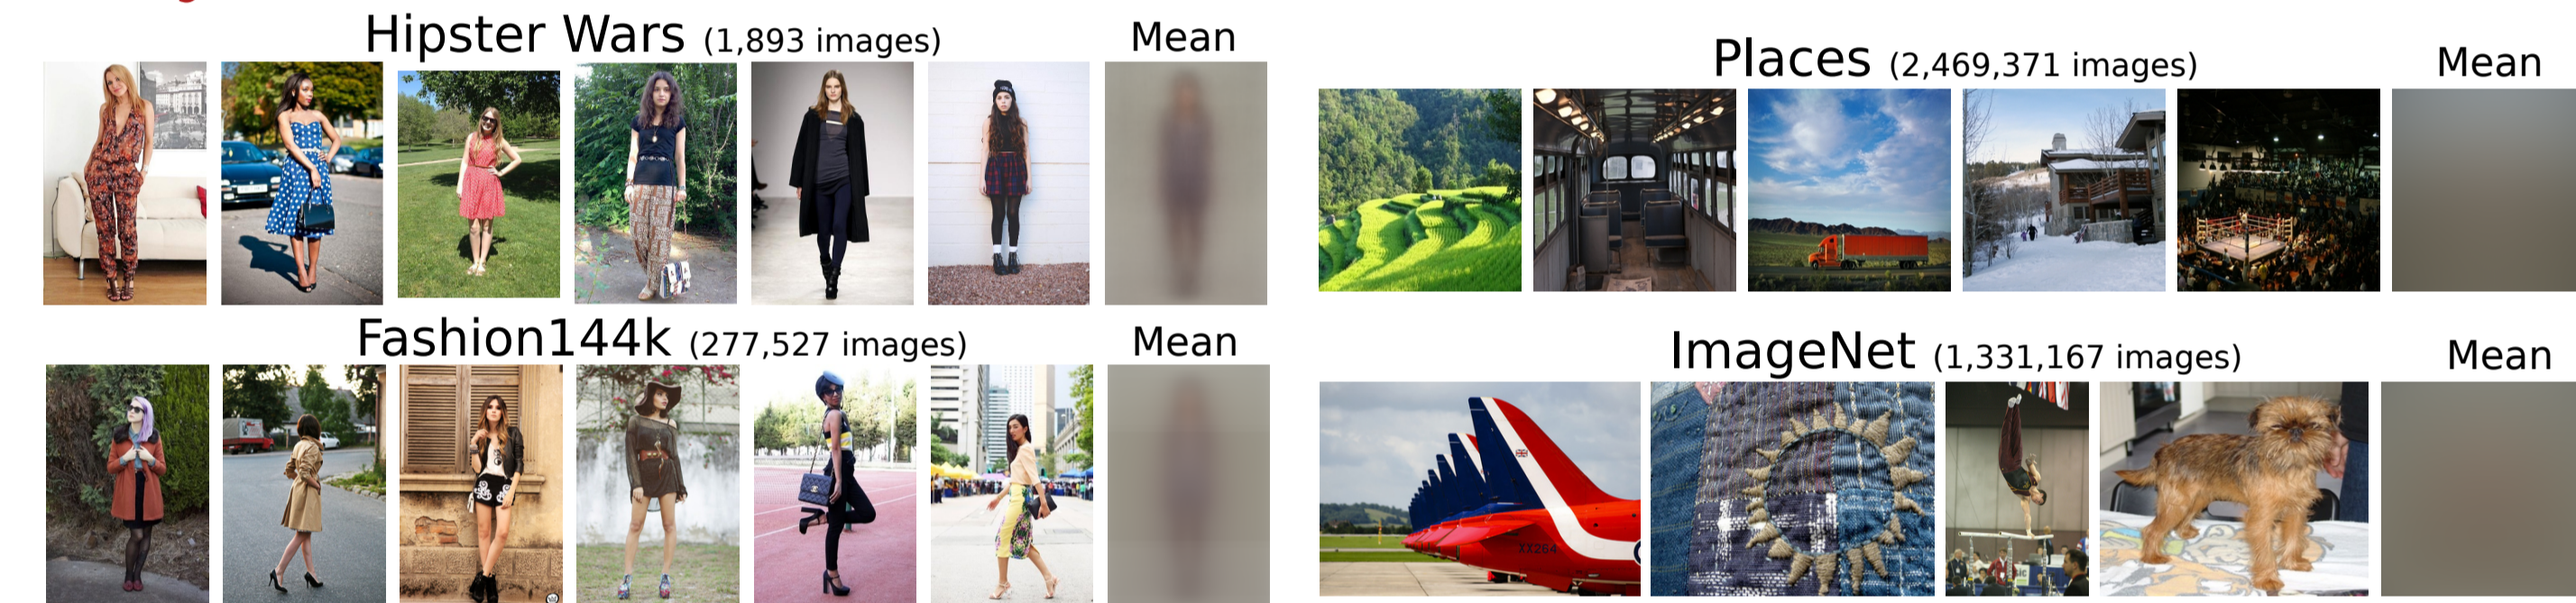 Hipster Wars (1,893 images) Mean
Places (2,469,371 images) Mean
Fashion144k (277,527 images) Mean
ImageNet (1,331,167 images) Mean
XX264